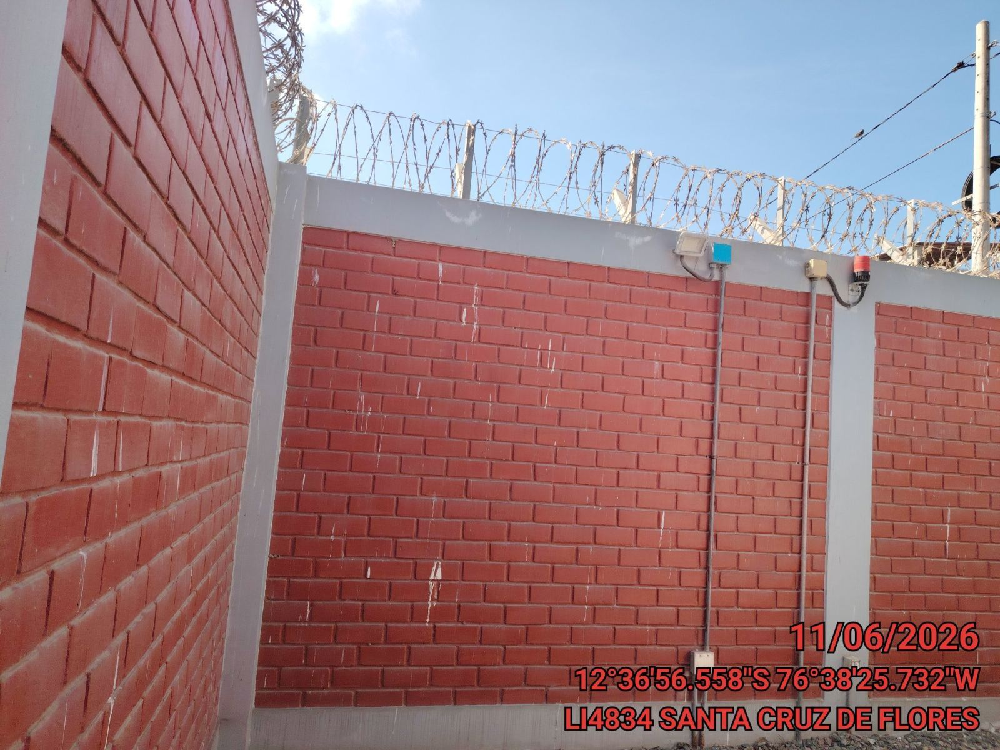 11/06/2026
12°36'56.558"S 76°38'25.732"W
LI4834 SANTA CRUZ DE FLORES